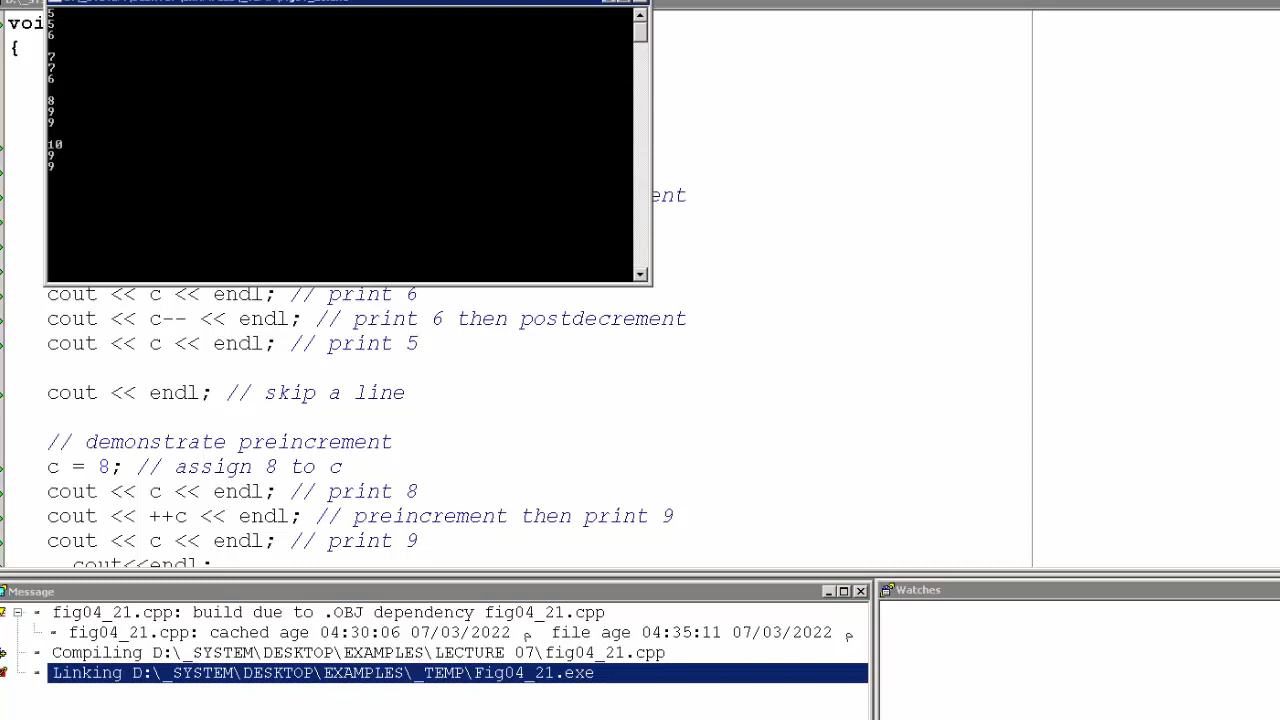 voi
{
5
5
6
7
7
6
8
9
9
10
9
9
ent
cout << c << endl; // print 6
cout << c-- << endl; // print 6 then postdecrement
cout << c << endl; // print 5
cout << endl; // skip a line
// demonstrate preincrement
c = 8; // assign 8 to c
cout << c << endl; // print 8
cout << ++c << endl; // preincrement then print 9
cout << c << endl; // print 9
cout<<endl;
Message
fig04_21.cpp: build due to .OBJ dependency fig04_21.cpp
fig04_21.cpp: cached age 04:30:06 07/03/2022 م file age 04:35:11 07/03/2022 م
Compiling D:\_SYSTEM\DESKTOP\EXAMPLES\LECTURE 07\fig04_21.cpp
Linking D:\_SYSTEM\DESKTOP\EXAMPLES\_TEMP\Fig04_21.exe
Watches